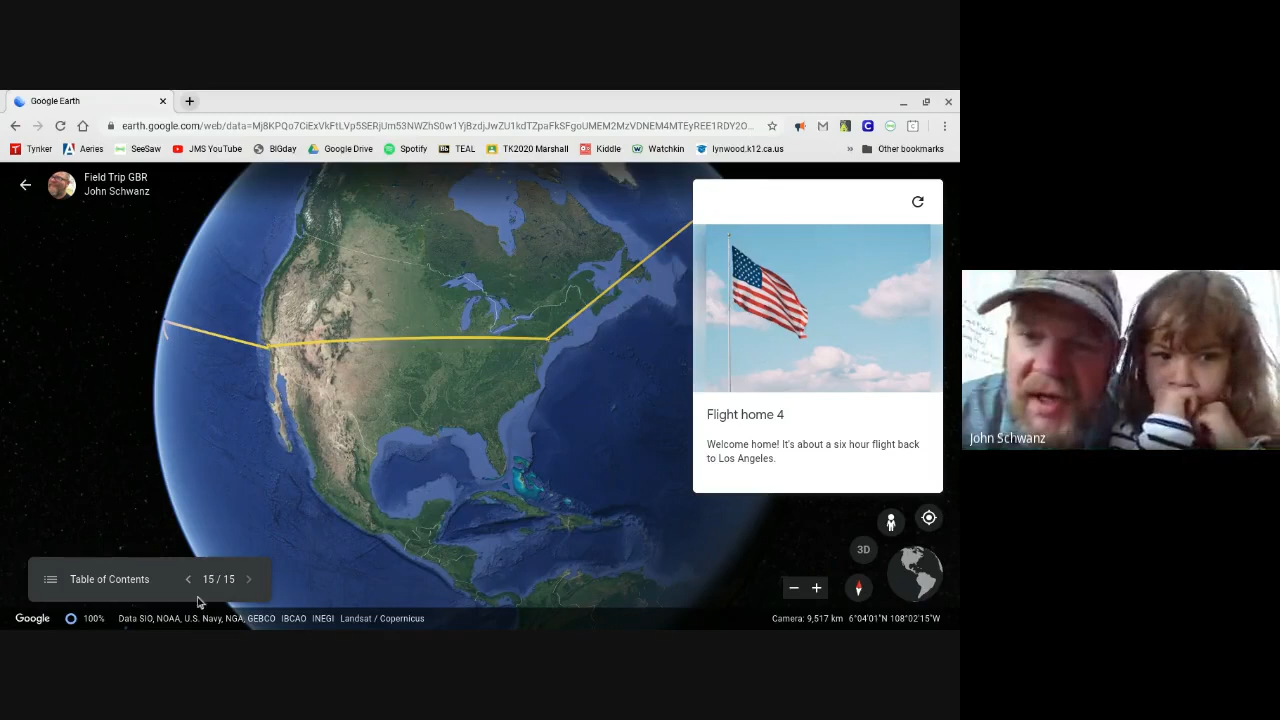 Google Earth
earth.google.com/web/data=Mj8KPQo7CiExVkFtLVp5SERjUm53NWZhS0w1YjBzdjJwZU1kdTZpaFkSFgoUMEM2MzVDNEM4MTEyREE1RDY2O...
Tynker Aeries SeeSaw JMS YouTube BIGday Google Drive Spotify TEAL TK2020 Marshall Kiddle Watchkin lynwood.k12.ca.us » Other bookmarks
Field Trip GBR
John Schwanz
Flight home 4
Welcome home! It's about a six hour flight back
to Los Angeles.
John Schwanz
3D
Table of Contents 15 / 15
Google 100% Data SIO, NOAA, U.S. Navy, NGA, GEBCO IBCAO INEGI Landsat / Copernicus Camera: 9,517 km 6°04'01"N 108°02'15"W